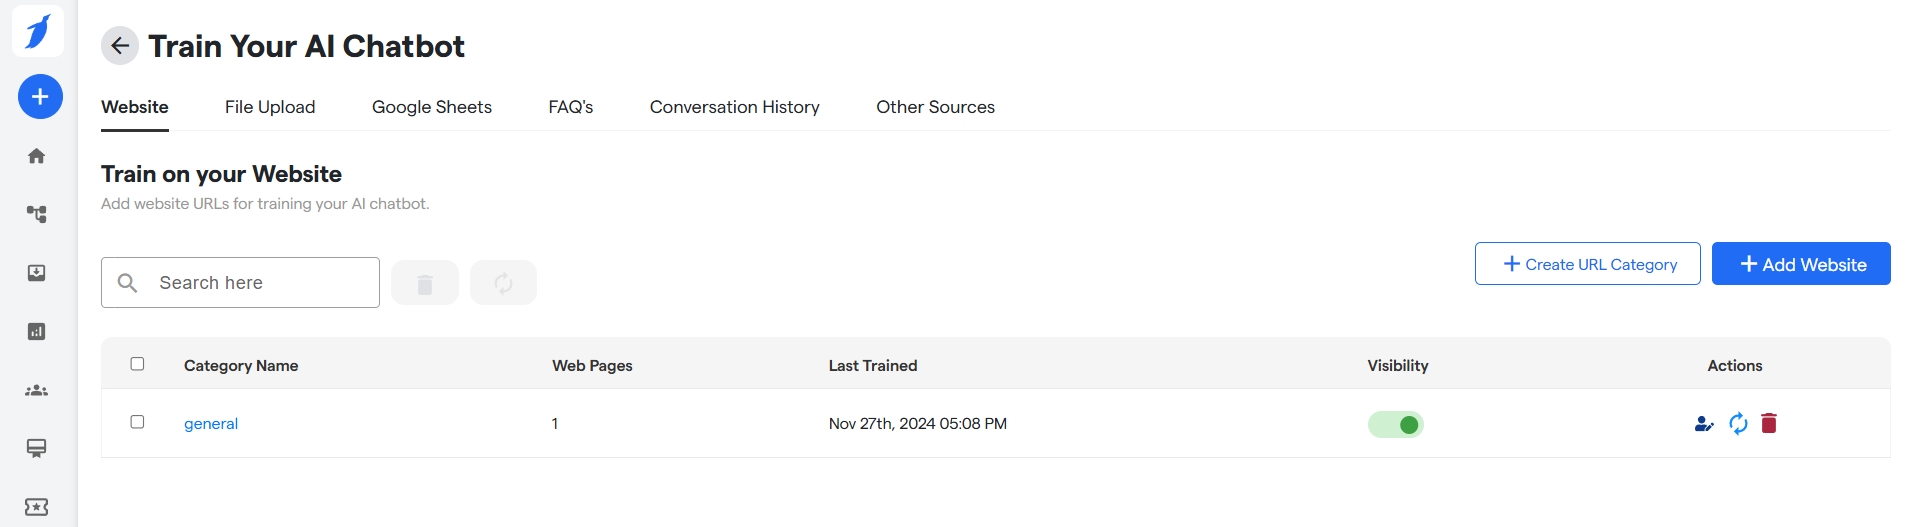 Train Your AI Chatbot
Website File Upload Google Sheets FAQ's Conversation History Other Sources
Train on your Website
Add website URLs for training your AI chatbot.
Search here
+ Create URL Category
+ Add Website
Category Name Web Pages Last Trained Visibility Actions
general 1 Nov 27th, 2024 05:08 PM